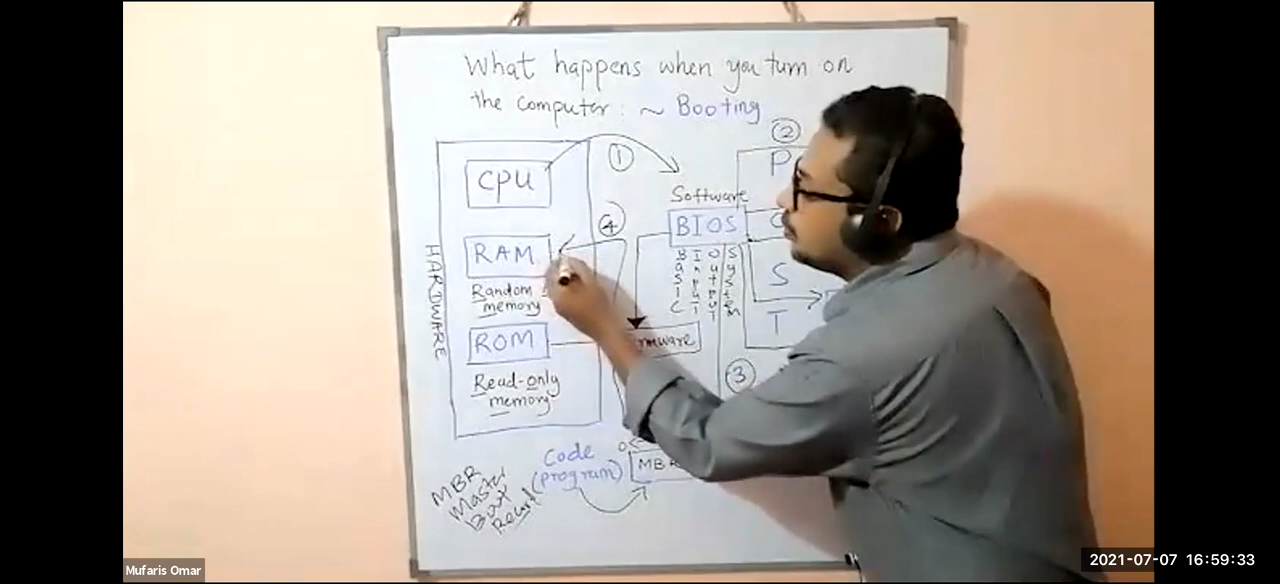 What happens when you turn on
the computer: ~ Booting
CPU
1
2
P
Software
BIOS
4
RAM
Random
memory
HARDWARE
Basic
Input
Output
System
S
T
ROM
Read-only
memory
3
Code
(program)
MBR
MBR
Master
Boot
Mufaris Omar
2021-07-07 16:59:33